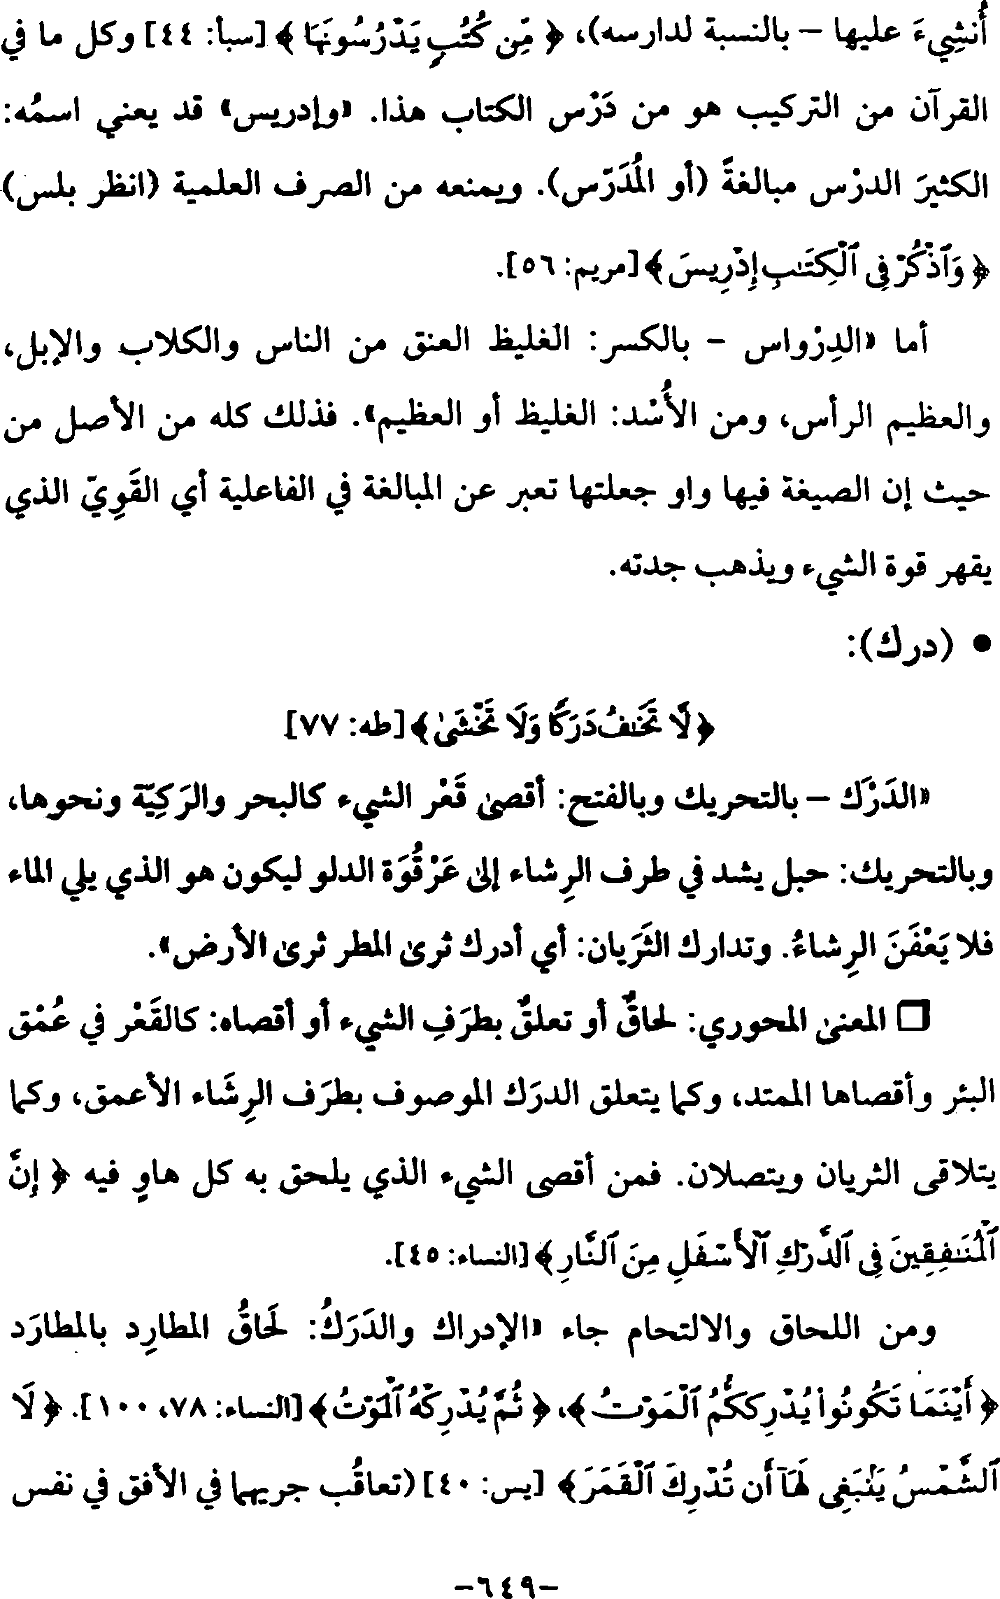 أُنشِيءَ عليها – بالنسبة لدارسه)، ﴿ مِّن كُتُبٍ يَدْرُسُونَهَا ﴾ [سبأ: ٤٤] وكل ما في
القرآن من التركيب هو من دَرْس الكتاب هذا. «وإدريس» قد يعني اسمُه:
الكثيرَ الدرْس مبالغةً (أو المُدَرّس). ويمنعه من الصرف العلمية (انظر بلس)
﴿ وَٱذْكُرْ فِى ٱلْكِتَـٰبِ إِدْرِيسَ ﴾ [مريم: ٥٦].
أما «الدِرْواس – بالكسر: الغليظ العنق من الناس والكلاب والإبل،
والعظيم الرأس، ومن الأُسْد: الغليظ أو العظيم». فذلك كله من الأصل من
حيث إن الصيغة فيها واو جعلتها تعبر عن المبالغة في الفاعلية أي القَوِيّ الذي
يقهر قوة الشيء ويذهب جدته.
• (درك):
﴿ لَّا تَخَـٰفُ دَرَكًا وَلَا تَخْشَىٰ ﴾ [طه: ٧٧]
«الدَرْك – بالتحريك وبالفتح: أقصىٰ قَعْر الشيء كالبحر والرَكِيّة ونحوها،
وبالتحريك: حبل يشد في طرف الرِشاء إلىٰ عَرْقُوَة الدلو ليكون هو الذي يلي الماء
فلا يَعْفَنَ الرِشاءُ. وتدارك الثَرَيان: أي أدرك ثرىٰ المطر ثرىٰ الأرض».
□ المعنىٰ المحوري: لحاقٌ أو تعلقٌ بطرَفِ الشيء أو أقصاه: كالقَعْر في عُمْق
البئر وأقصاها الممتد، وكما يتعلق الدرَك الموصوف بطرَف الرِشَاء الأعمق، وكما
يتلاقى الثريان ويتصلان. فمن أقصى الشيء الذي يلحق به كل هاوٍ فيه ﴿ إِنَّ
ٱلْمُنَـٰفِقِينَ فِى ٱلدَّرْكِ ٱلْأَسْفَلِ مِنَ ٱلنَّارِ ﴾ [النساء: ٤٥].
ومن اللحاق والالتحام جاء «الإدراك والدَرَكُ: لَحَاقُ المطارِد بالمطارَد
﴿ أَيْنَمَا تَكُونُوا۟ يُدْرِككُّمُ ٱلْمَوْتُ ﴾، ﴿ ثُمَّ يُدْرِكْهُ ٱلْمَوْتُ ﴾ [النساء: ٧٨، ١٠٠]. ﴿ لَا
ٱلشَّمْسُ يَنۢبَغِى لَهَآ أَن تُدْرِكَ ٱلْقَمَرَ ﴾ [يس: ٤٠] (تعاقُب جريهما في الأفق في نفس
-٦٤٩-